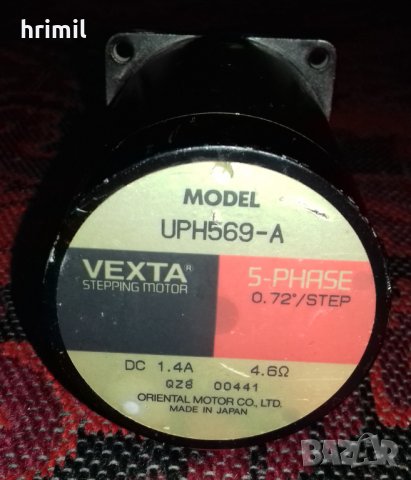 hrimil
MODEL
UPH569-A
VEXTA®
STEPPING MOTOR
5-PHASE
0.72°/STEP
DC 1.4A 4.6Ω
QZ8 00441
ORIENTAL MOTOR CO., LTD.
MADE IN JAPAN
BAZAR